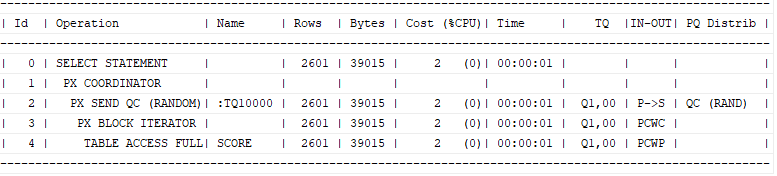 ---------------------------------------------------------------------------------------------------------------
| Id  | Operation            | Name     | Rows  | Bytes | Cost (%CPU)| Time     |    TQ  |IN-OUT| PQ Distrib |
---------------------------------------------------------------------------------------------------------------
|   0 | SELECT STATEMENT     |          |  2601 | 39015 |     2   (0)| 00:00:01 |        |      |            |
|   1 |  PX COORDINATOR      |          |       |       |            |          |        |      |            |
|   2 |   PX SEND QC (RANDOM)| :TQ10000 |  2601 | 39015 |     2   (0)| 00:00:01 |  Q1,00 | P->S | QC (RAND)  |
|   3 |    PX BLOCK ITERATOR |          |  2601 | 39015 |     2   (0)| 00:00:01 |  Q1,00 | PCWC |            |
|   4 |     TABLE ACCESS FULL| SCORE    |  2601 | 39015 |     2   (0)| 00:00:01 |  Q1,00 | PCWP |            |
---------------------------------------------------------------------------------------------------------------